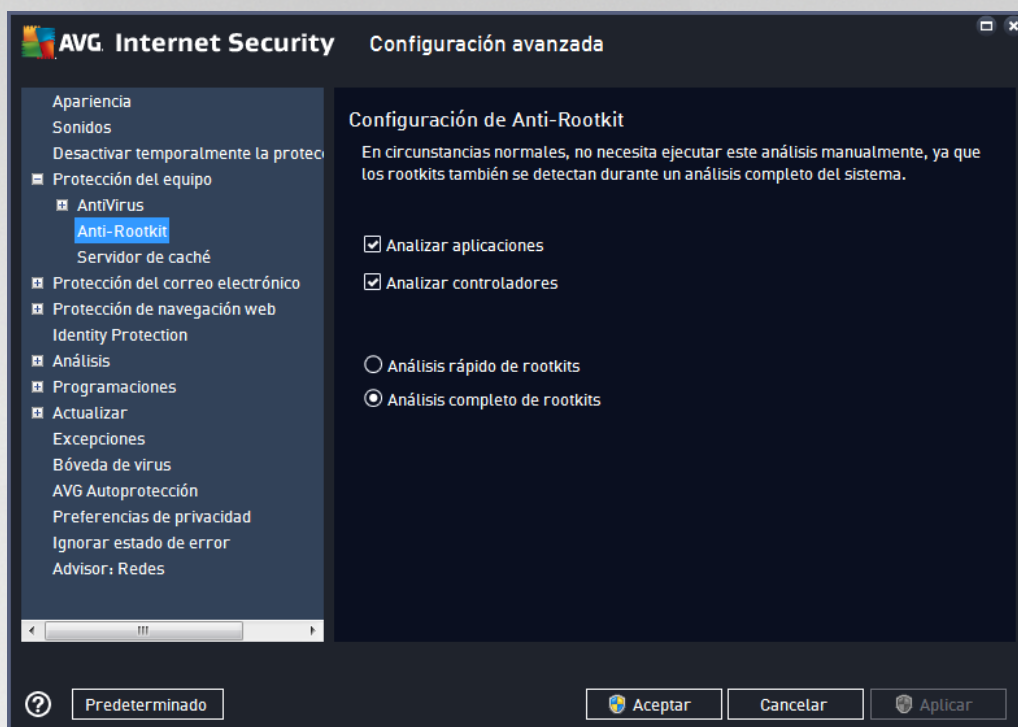 AVG. Internet Security Configuración avanzada
Apariencia
Sonidos
Desactivar temporalmente la protec
Protección del equipo
AntiVirus
Anti-Rootkit
Servidor de caché
Protección del correo electrónico
Protección de navegación web
Identity Protection
Análisis
Programaciones
Actualizar
Excepciones
Bóveda de virus
AVG Autoprotección
Preferencias de privacidad
Ignorar estado de error
Advisor: Redes
Configuración de Anti-Rootkit
En circunstancias normales, no necesita ejecutar este análisis manualmente, ya que
los rootkits también se detectan durante un análisis completo del sistema.
Analizar aplicaciones
Analizar controladores
Análisis rápido de rootkits
Análisis completo de rootkits
Predeterminado
Aceptar
Cancelar
Aplicar